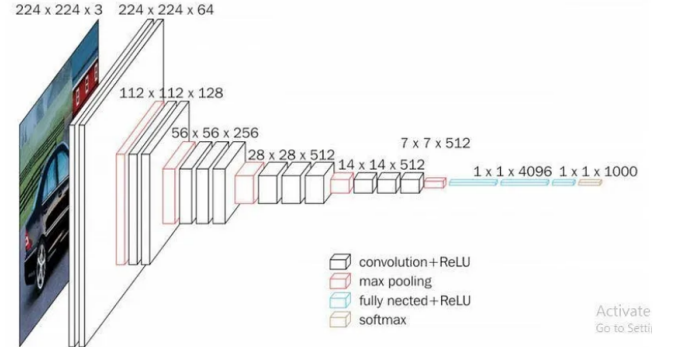 224 x 224 x 3
224 x 224 x 64
112 x 112 x 128
56 x 56 x 256
28 x 28 x 512
14 x 14 x 512
7 x 7 x 512
1 x 1 x 4096
1 x 1 x 1000
convolution+ReLU
max pooling
fully nected+ReLU
softmax
Activate
Go to Setti